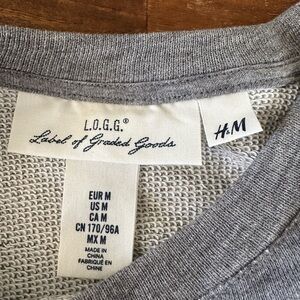 L.O.G.G.®
Label of Graded Goods
H&M
EUR M
US M
CA M
CN 170/96A
MX M
MADE IN
CHINA
FABRIQUÉ EN
CHINE